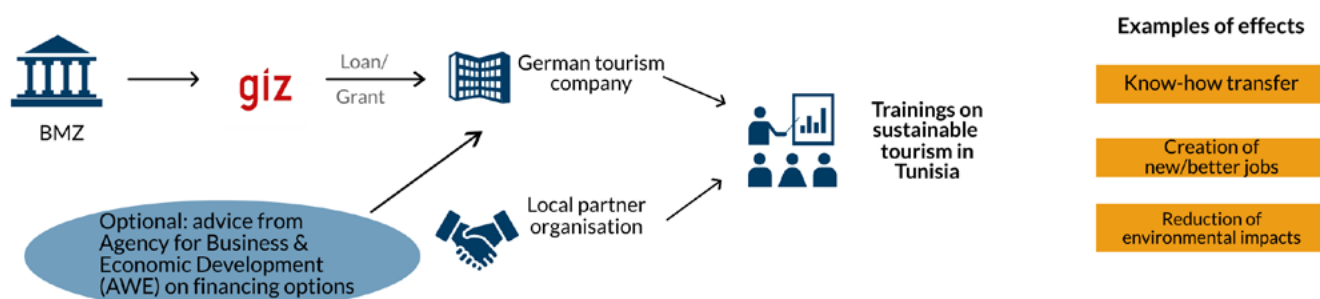 BMZ
giz
Loan/
Grant
German tourism
company
Optional: advice from
Agency for Business &
Economic Development
(AWE) on financing options
Local partner
organisation
Trainings on
sustainable
tourism in
Tunisia
Examples of effects
Know-how transfer
Creation of
new/better jobs
Reduction of
environmental impacts